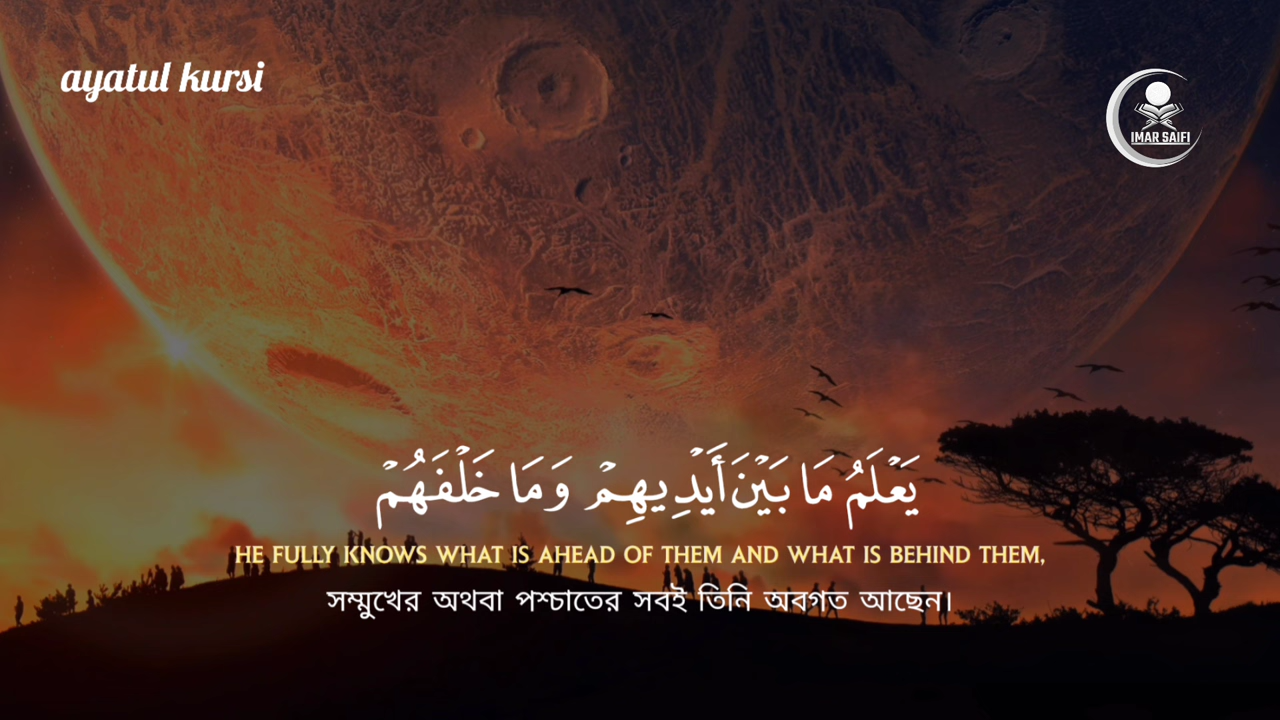 ayatul kursi
IMAR SAIFI
يَعْلَمُ مَا بَيْنَ أَيْدِيهِمْ وَمَا خَلْفَهُمْ
HE FULLY KNOWS WHAT IS AHEAD OF THEM AND WHAT IS BEHIND THEM,
সম্মুখের অথবা পশ্চাতের সবই তিনি অবগত আছেন।